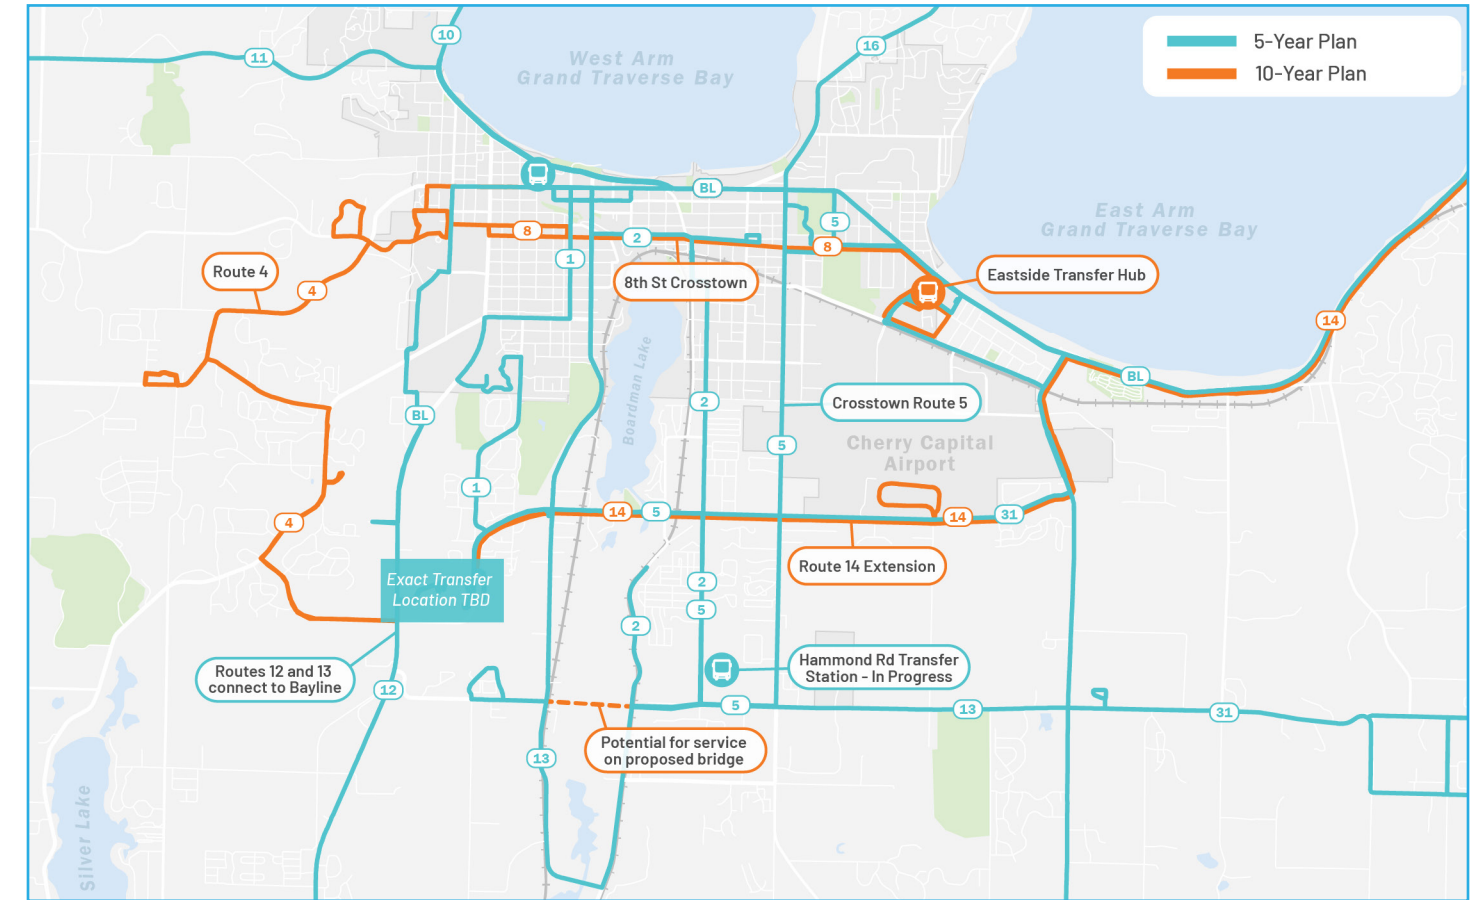 10
16
11
West Arm
Grand Traverse Bay
5-Year Plan
10-Year Plan
BL
5
East Arm
Grand Traverse Bay
8
2
8
1
Route 4
4
8th St Crosstown
Eastside Transfer Hub
14
Boardman Lake
BL
2
Crosstown Route 5
BL
5
Cherry Capital
Airport
1
4
14
5
14
31
Exact Transfer
Location TBD
Route 14 Extension
2
5
2
Routes 12 and 13
connect to Bayline
12
Hammond Rd Transfer
Station - In Progress
5
13
31
Potential for service
on proposed bridge
13
Silver Lake